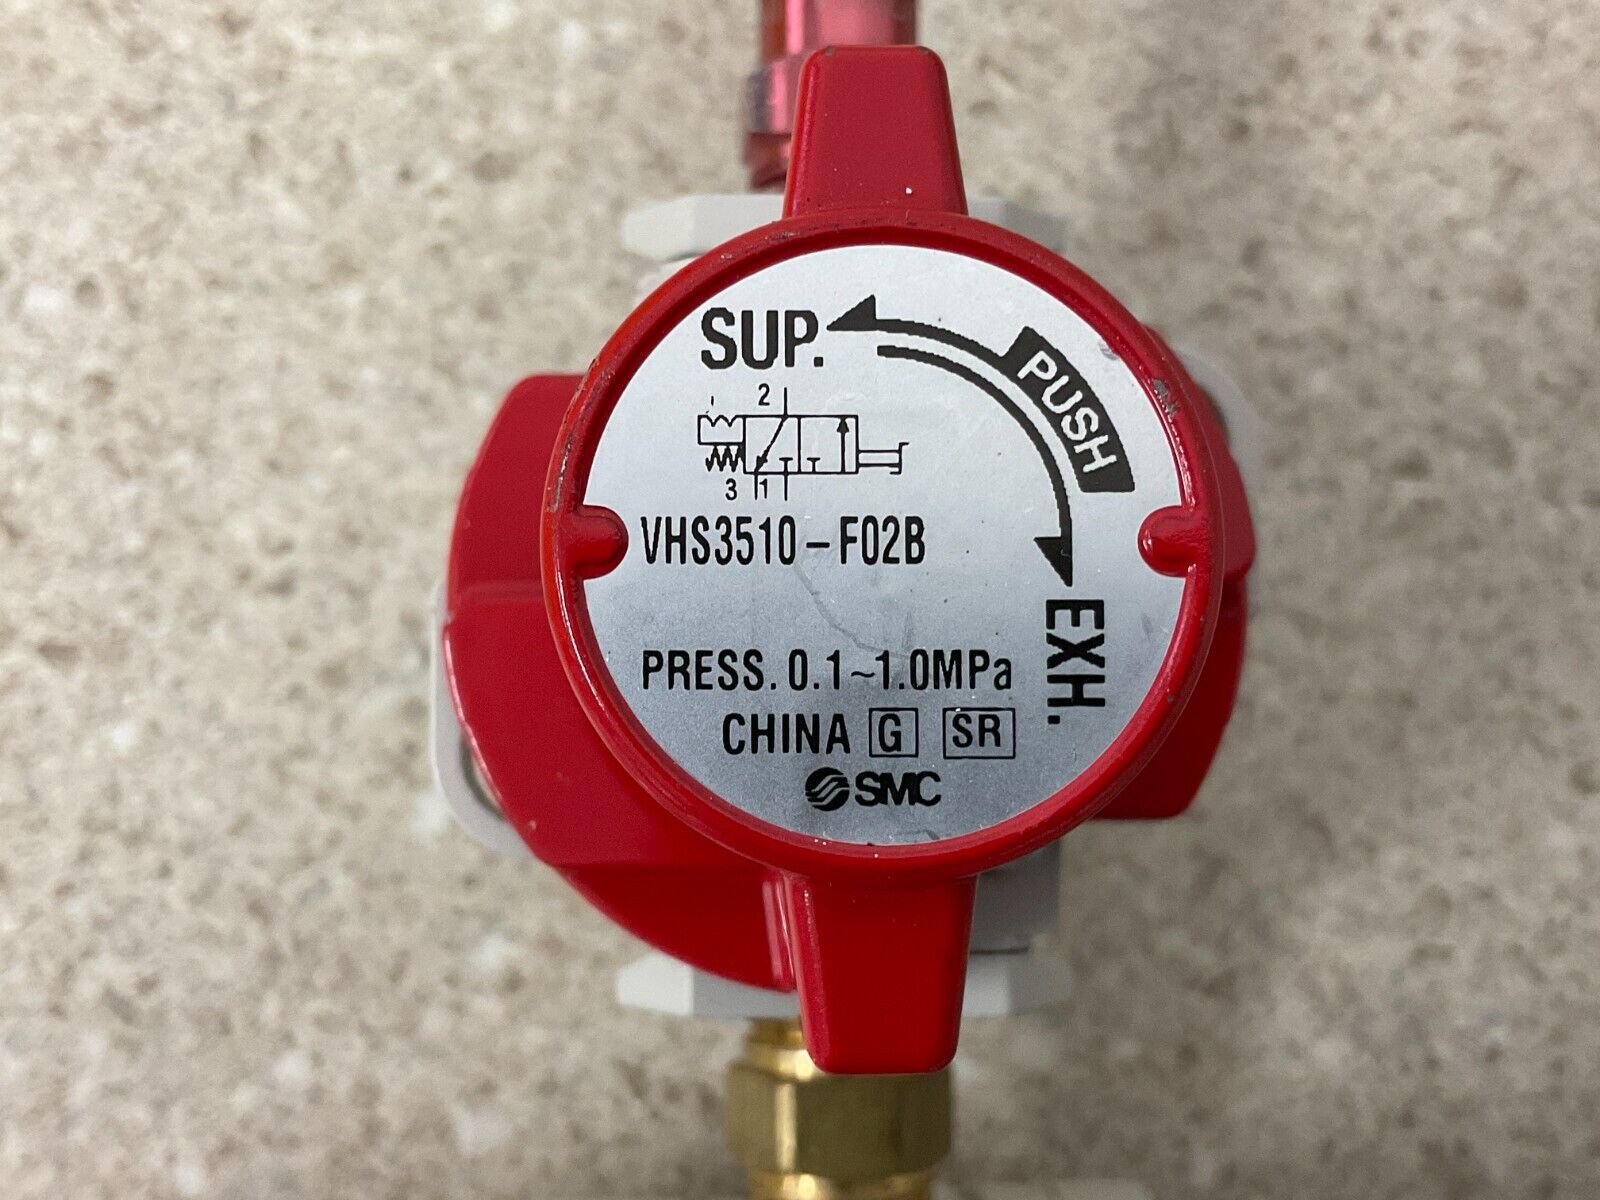 SUP.
PUSH
2
3 1
VHS3510-F02B
EXH.
PRESS. 0.1~1.0MPa
CHINA G SR
SMC